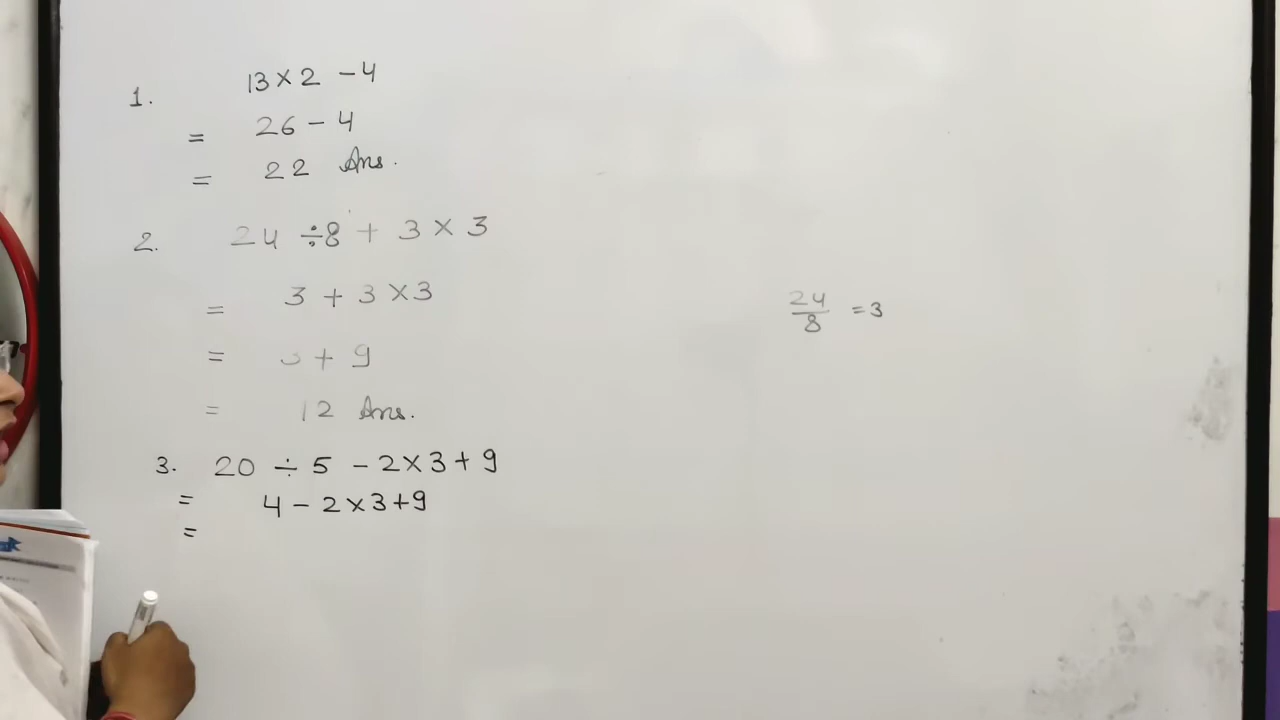 1. 13 × 2 - 4
= 26 - 4
= 22 Ans.
2. 24 ÷ 8 + 3 × 3
= 3 + 3 × 3
= 3 + 9
= 12 Ans.
24/8 = 3
3. 20 ÷ 5 - 2 × 3 + 9
= 4 - 2 × 3 + 9
=